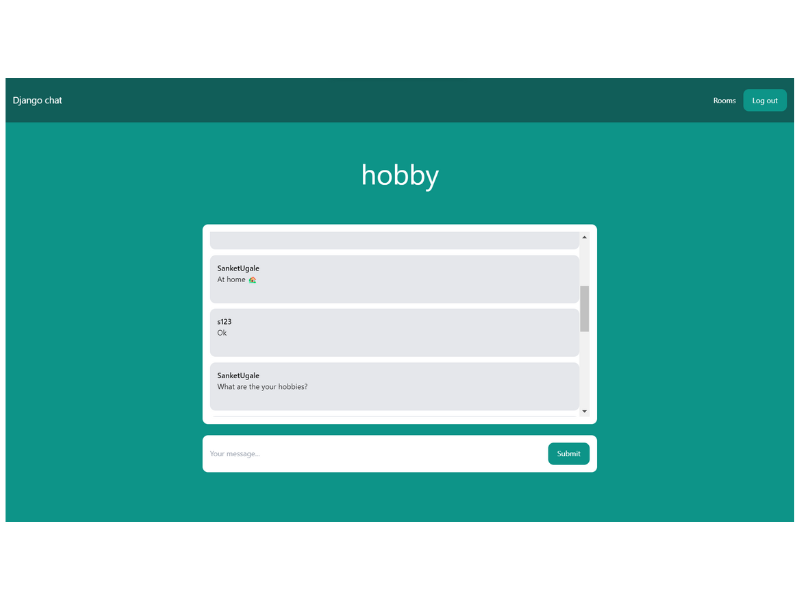 Django chat
Rooms
Log out
hobby
SanketUgale
At home 🏡
s123
Ok
SanketUgale
What are the your hobbies?
Your message...
Submit